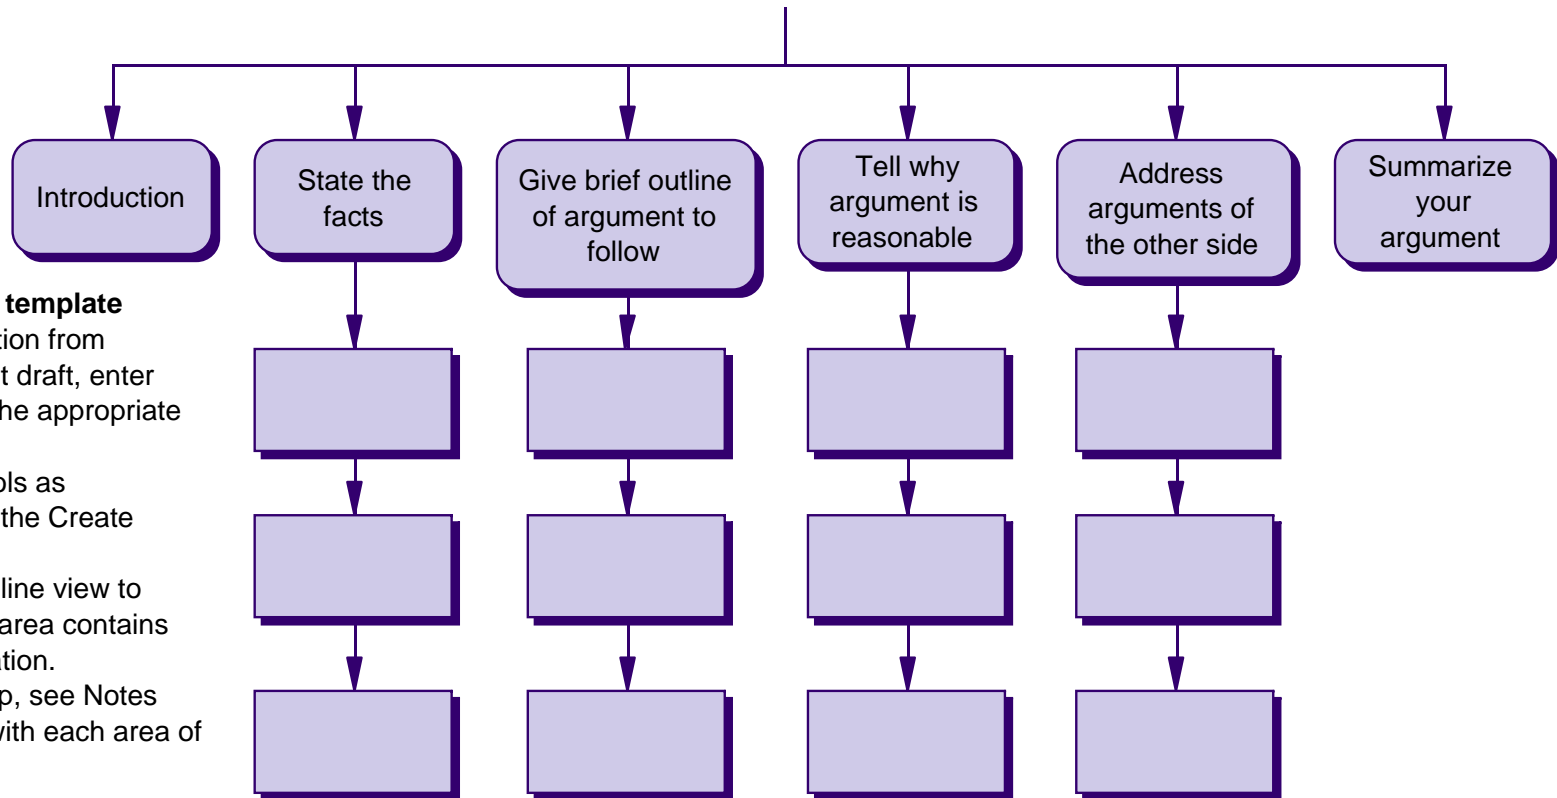 Introduction
State the
facts
Give brief outline
of argument to
follow
Tell why
argument is
reasonable
Address
arguments of
the other side
Summarize
your
argument
template
tion from
t draft, enter
he appropriate
ols as
the Create
line view to
area contains
ation.
p, see Notes
with each area of